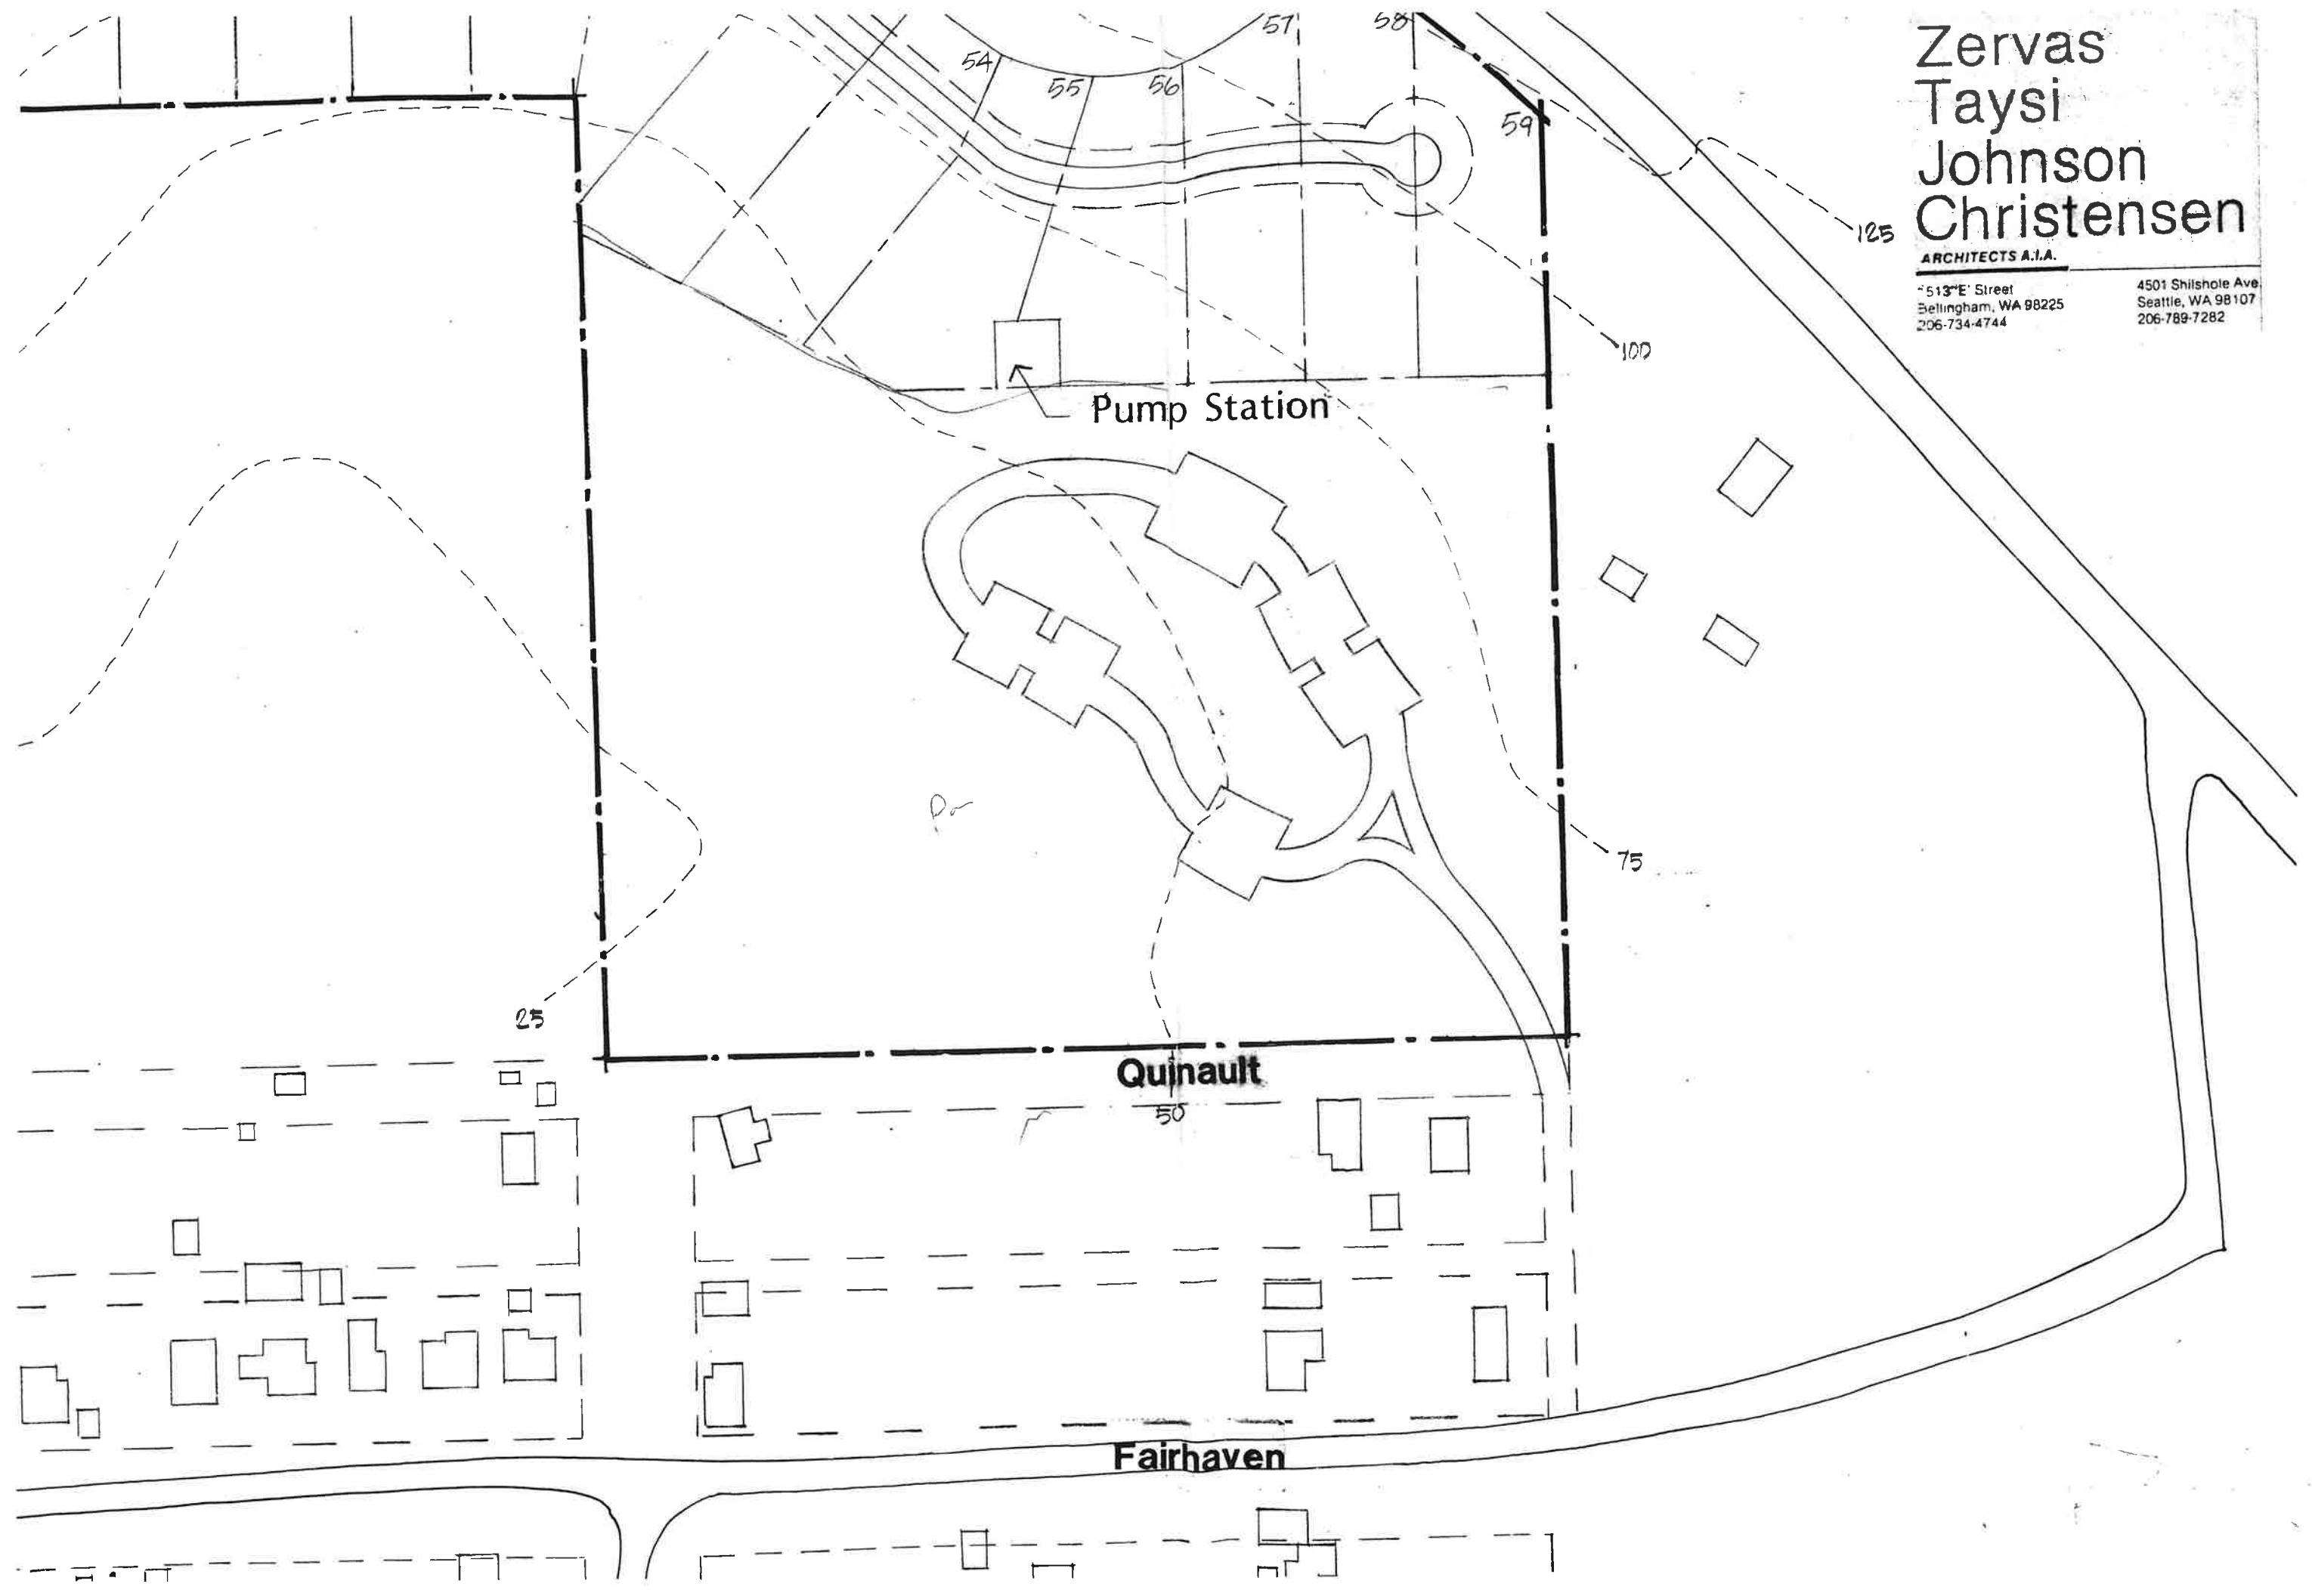 Zervas
Taysi
Johnson
Christensen
ARCHITECTS A.I.A.
513 "E" Street
Bellingham, WA 98225
206-734-4744
4501 Shilshole Ave
Seattle, WA 98107
206-789-7282
54
55
56
57
58
59
125
100
Pump Station
75
25
Quinault
50
Fairhaven